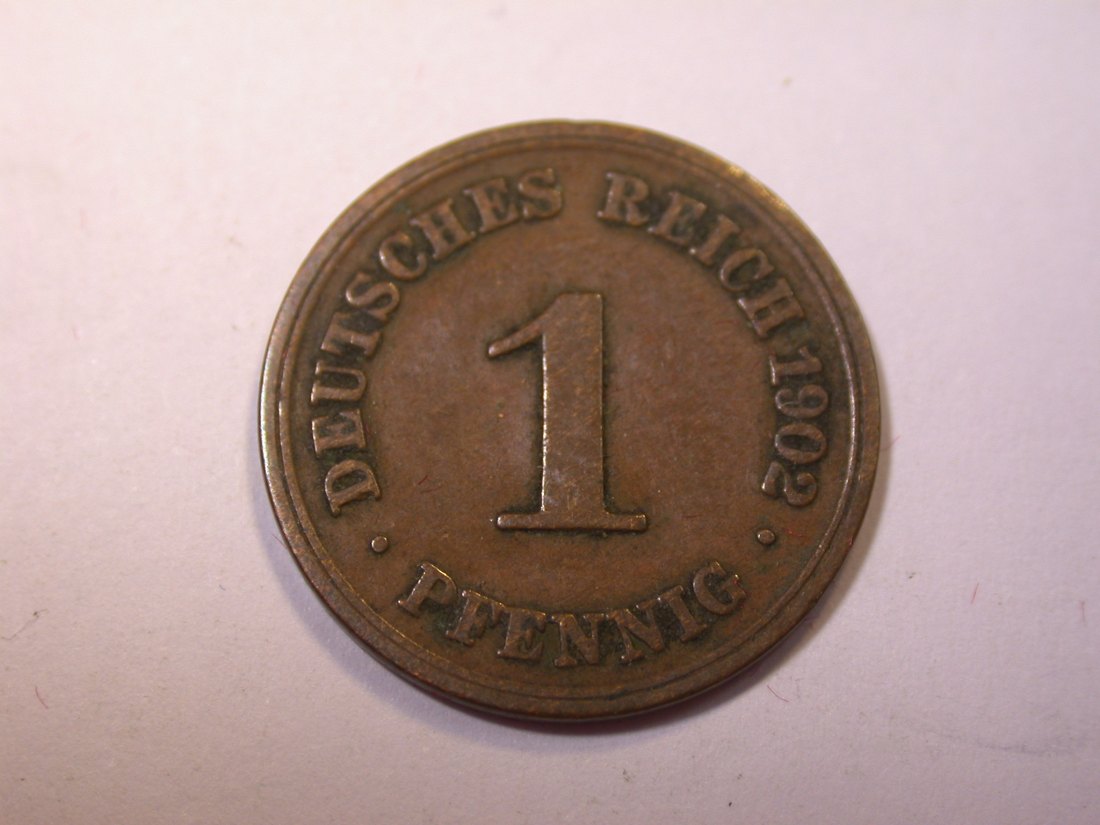 DEUTSCHES REICH 1902
1
· PFENNIG ·